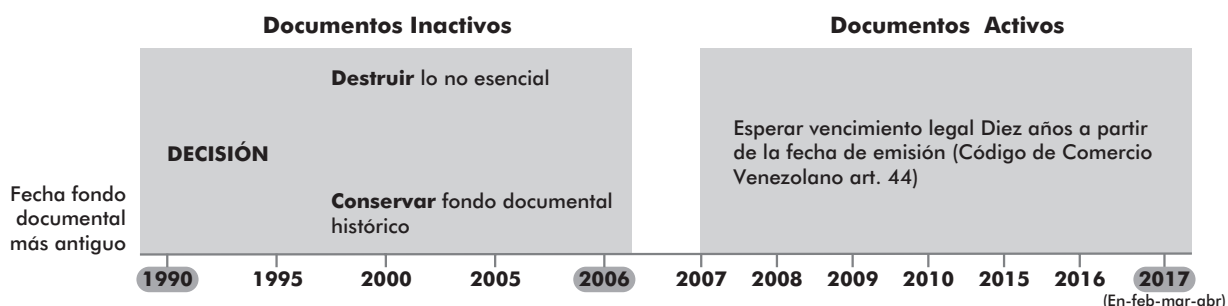 Documentos Inactivos
Documentos Activos
Destruir lo no esencial
DECISIÓN
Conservar fondo documental
histórico
Esperar vencimiento legal Diez años a partir
de la fecha de emisión (Código de Comercio
Venezolano art. 44)
Fecha fondo
documental
más antiguo
1990 1995 2000 2005 2006 2007 2008 2009 2010 2015 2016 2017
(En-feb-mar-abr)